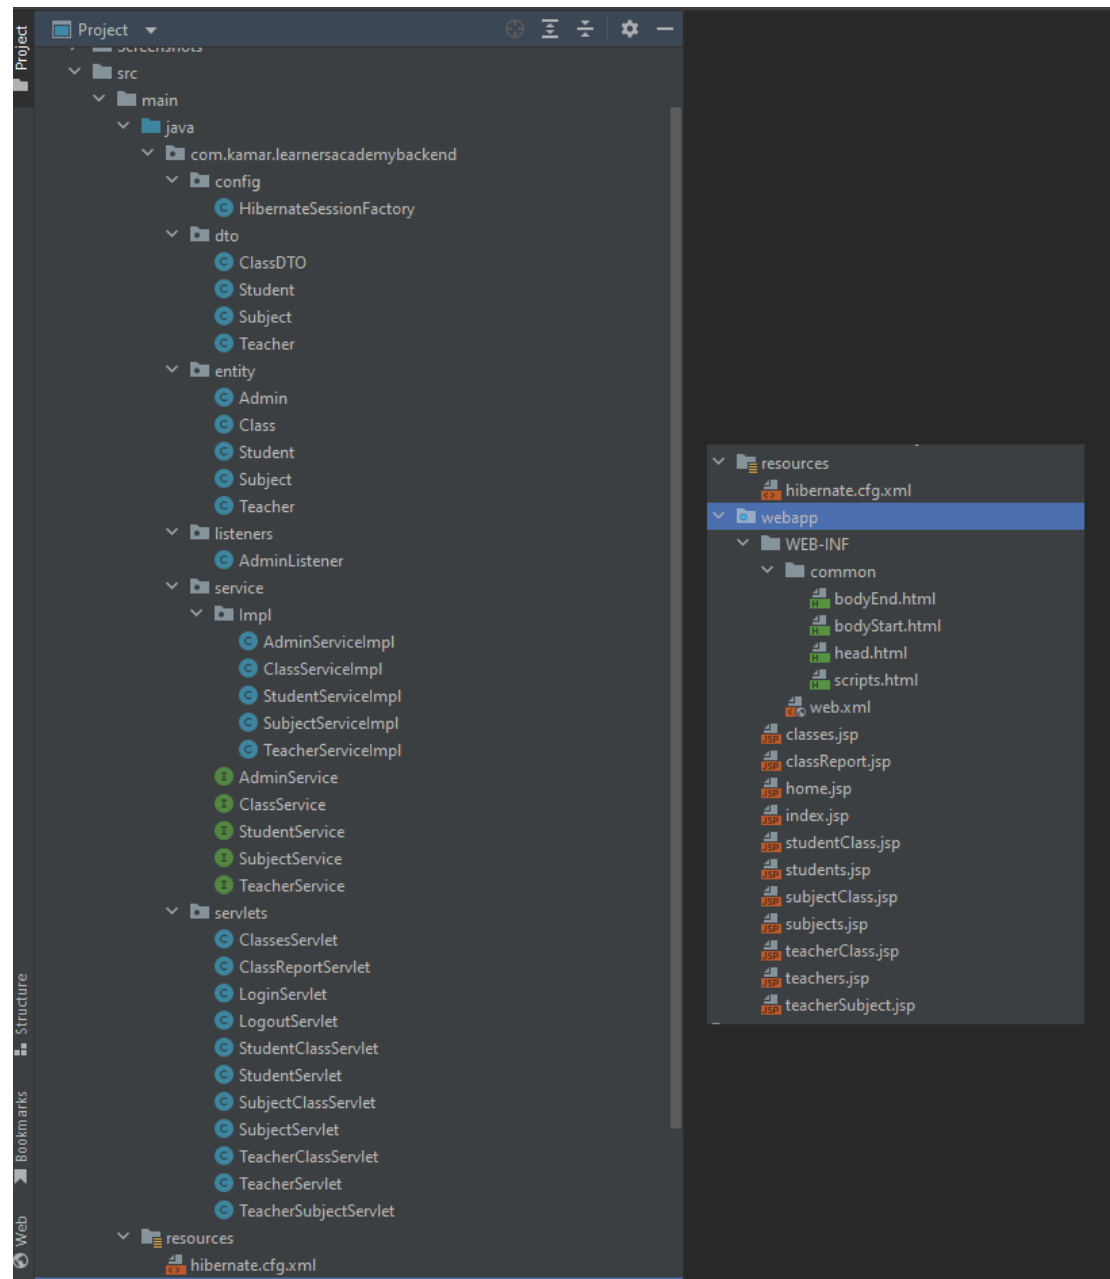 Project
Project
Screenshots
src
main
java
com.kamar.learnersacademybackend
config
HibernateSessionFactory
dto
ClassDTO
Student
Subject
Teacher
entity
Admin
Class
Student
Subject
Teacher
listeners
AdminListener
service
Impl
AdminServiceImpl
ClassServiceImpl
StudentServiceImpl
SubjectServiceImpl
TeacherServiceImpl
AdminService
ClassService
StudentService
SubjectService
TeacherService
servlets
ClassesServlet
ClassReportServlet
LoginServlet
LogoutServlet
StudentClassServlet
StudentServlet
SubjectClassServlet
SubjectServlet
TeacherClassServlet
TeacherServlet
TeacherSubjectServlet
resources
hibernate.cfg.xml
Structure
Bookmarks
Web
resources
hibernate.cfg.xml
webapp
WEB-INF
common
bodyEnd.html
bodyStart.html
head.html
scripts.html
web.xml
classes.jsp
classReport.jsp
home.jsp
index.jsp
studentClass.jsp
students.jsp
subjectClass.jsp
subjects.jsp
teacherClass.jsp
teachers.jsp
teacherSubject.jsp